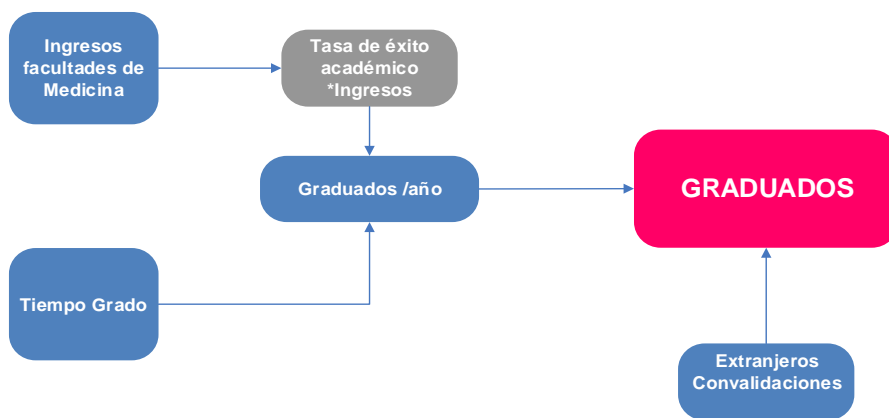 Ingresos
facultades de
Medicina
Tasa de éxito
académico
*Ingresos
Graduados /año
GRADUADOS
Tiempo Grado
Extranjeros
Convalidaciones